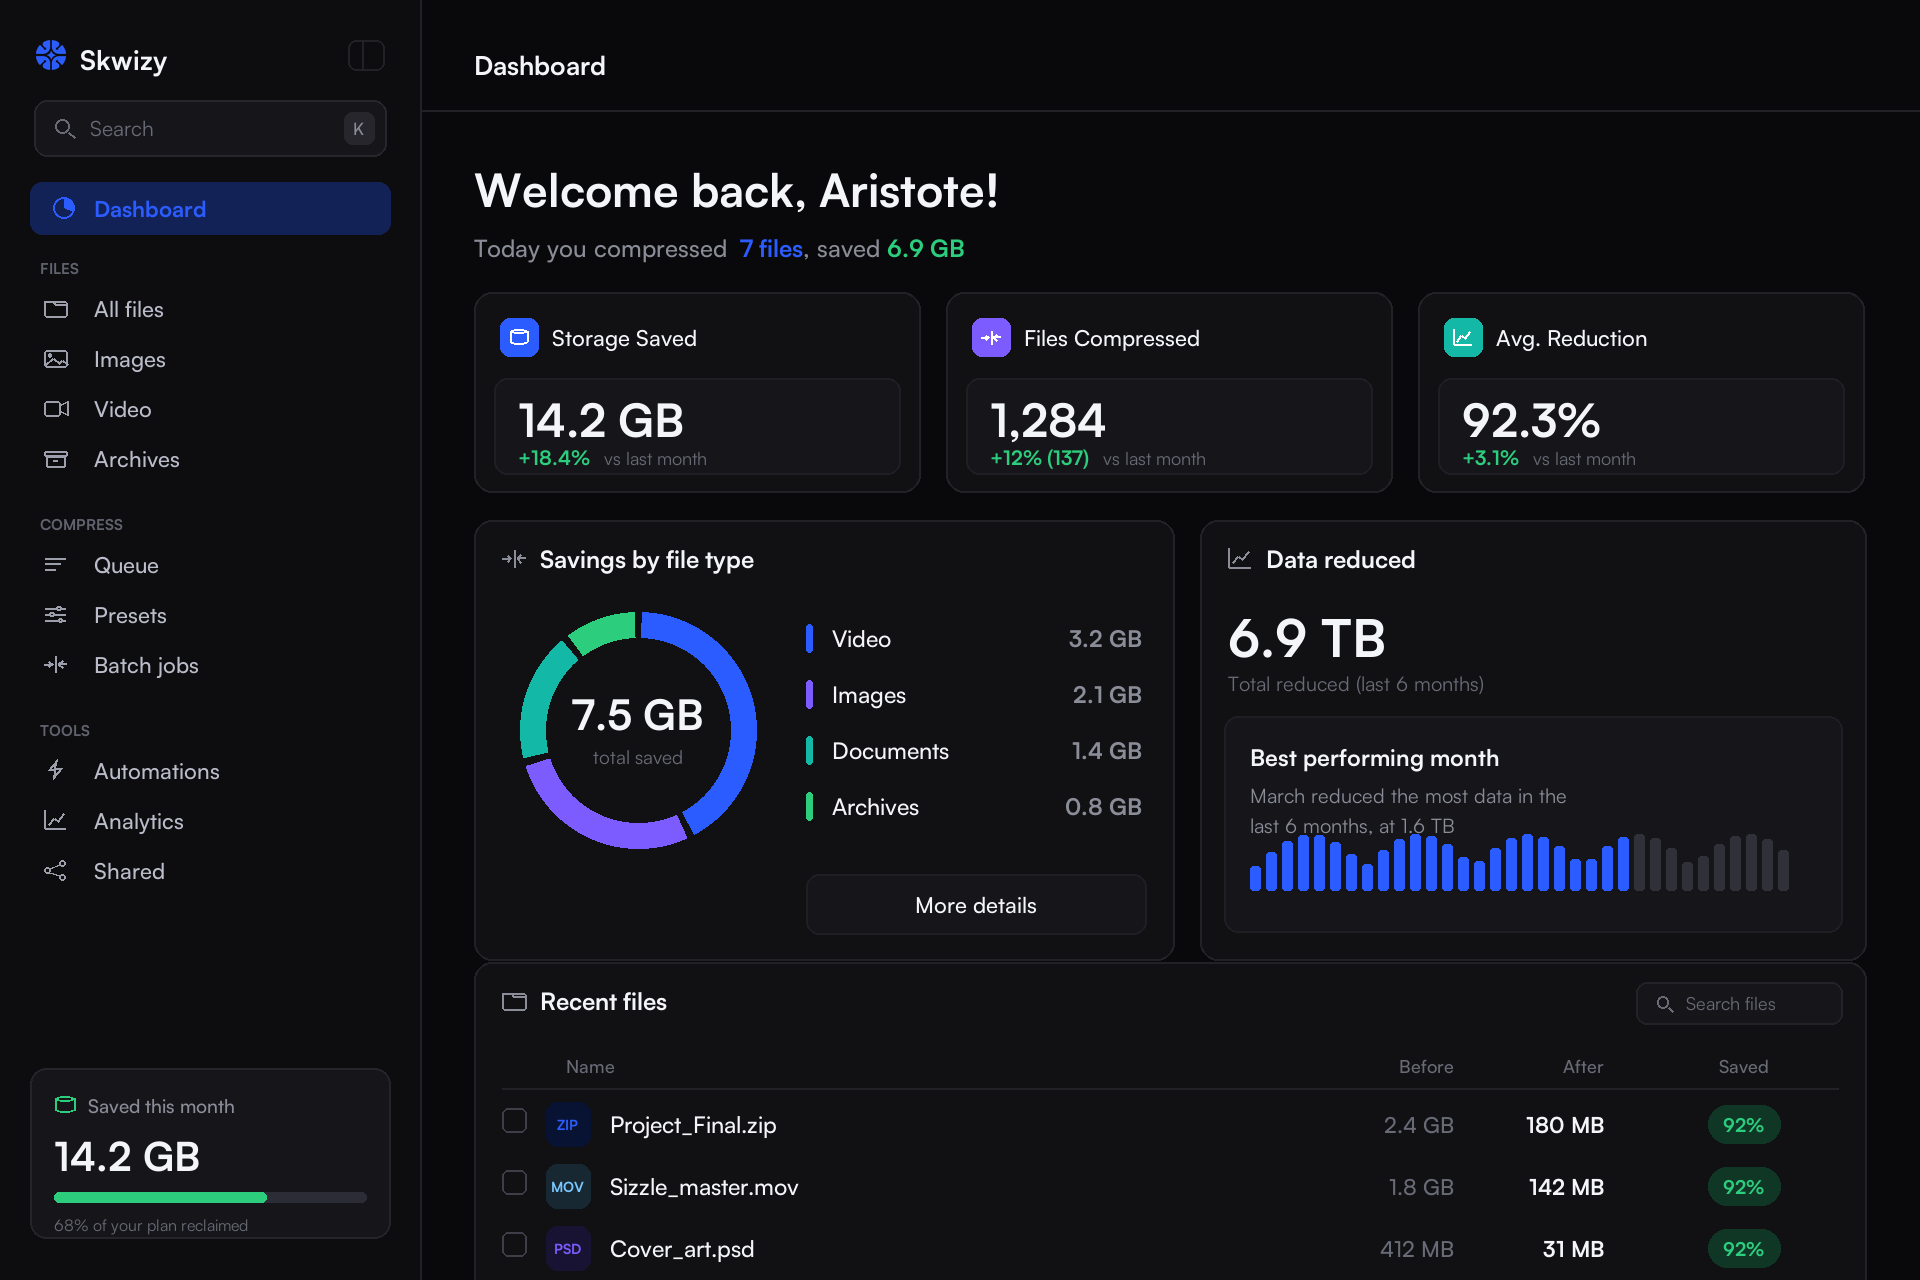 Skwizy
Search
K
Dashboard
FILES
All files
Images
Video
Archives
COMPRESS
Queue
Presets
Batch jobs
TOOLS
Automations
Analytics
Shared
Saved this month
14.2 GB
68% of your plan reclaimed
Dashboard
Welcome back, Aristote!
Today you compressed 7 files, saved 6.9 GB
Storage Saved
14.2 GB
+18.4% vs last month
Files Compressed
1,284
+12% (137) vs last month
Avg. Reduction
92.3%
+3.1% vs last month
Savings by file type
7.5 GB
total saved
Video 3.2 GB
Images 2.1 GB
Documents 1.4 GB
Archives 0.8 GB
More details
Data reduced
6.9 TB
Total reduced (last 6 months)
Best performing month
March reduced the most data in the
last 6 months, at 1.6 TB
Recent files
Search files
Name Before After Saved
ZIP Project_Final.zip 2.4 GB 180 MB 92%
MOV Sizzle_master.mov 1.8 GB 142 MB 92%
PSD Cover_art.psd 412 MB 31 MB 92%